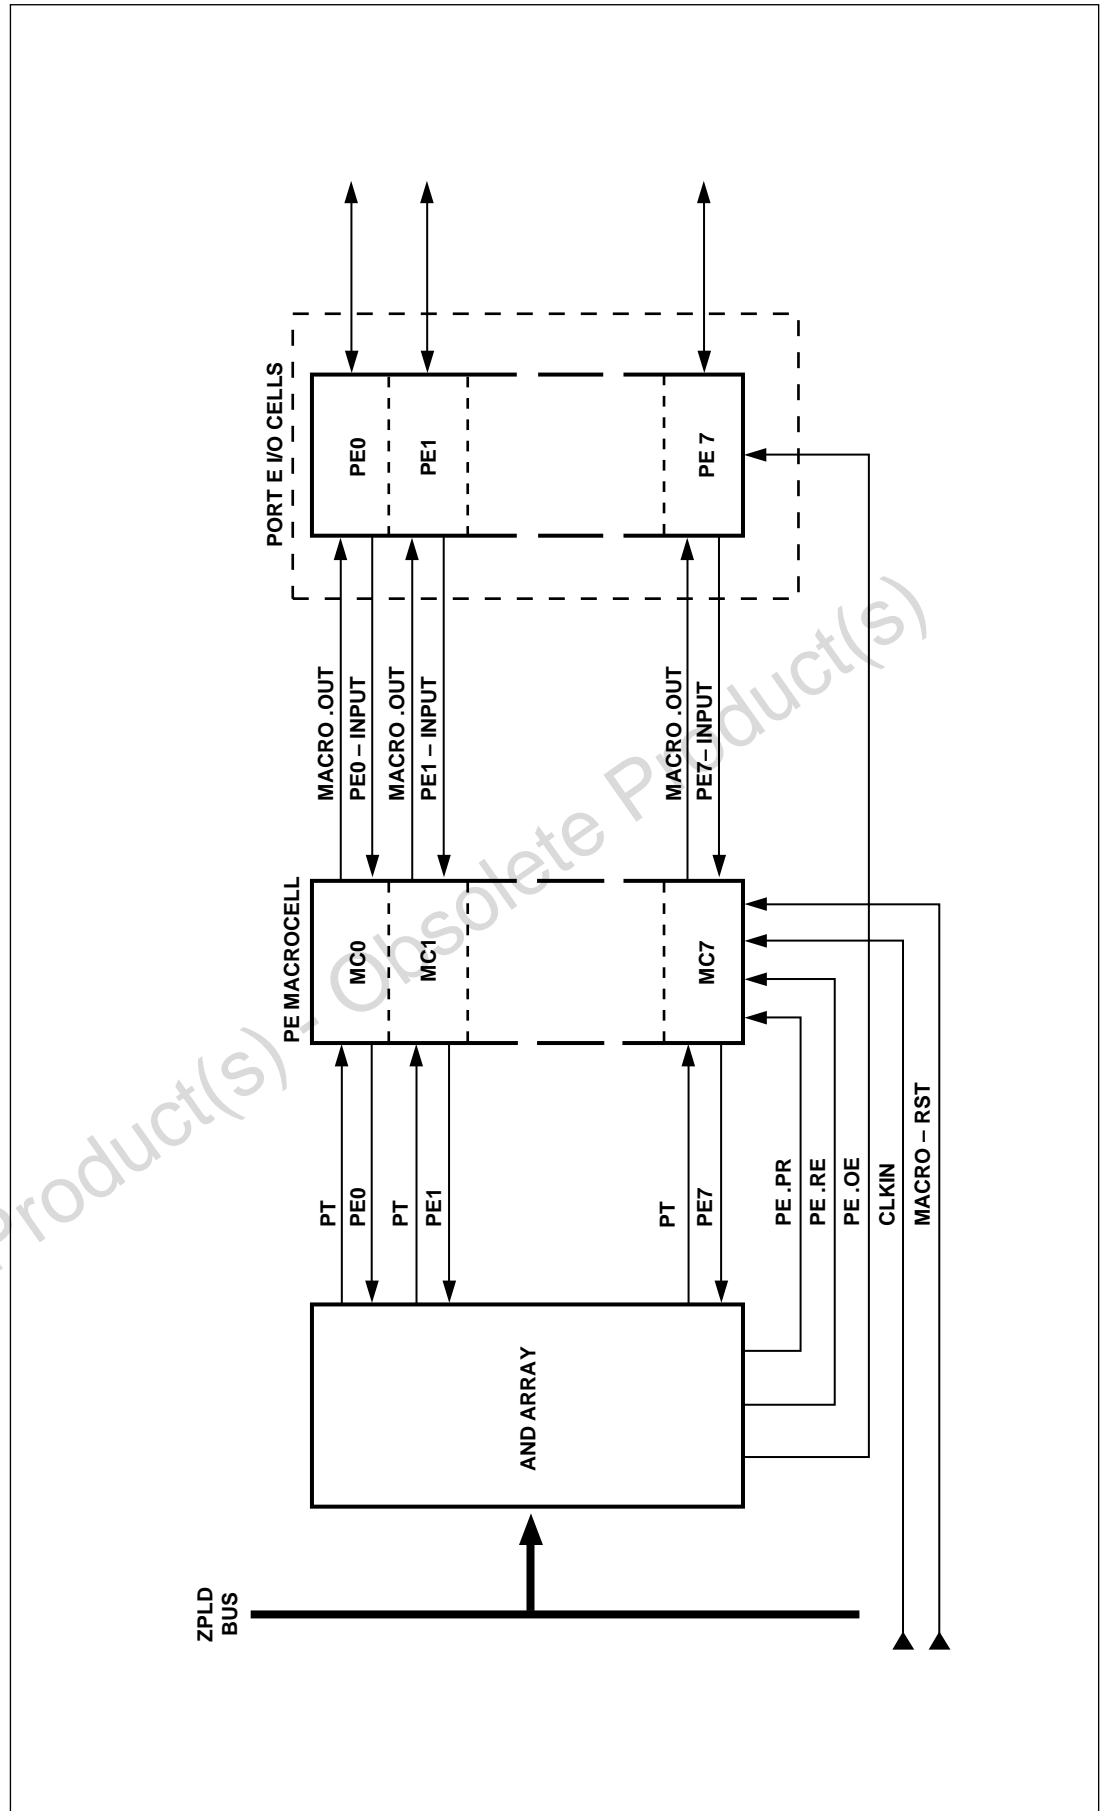 ZPLD
BUS
AND ARRAY
PT
PE0
PT
PE1
PT
PE7
PE .PR
PE .RE
PE .OE
CLKIN
MACRO – RST
PE MACROCELL
MC0
MC1
MC7
MACRO .OUT
PE0 – INPUT
MACRO .OUT
PE1 – INPUT
MACRO .OUT
PE7– INPUT
PORT E I/O CELLS
PE0
PE1
PE 7
Product(s) - Obsolete Product(s)